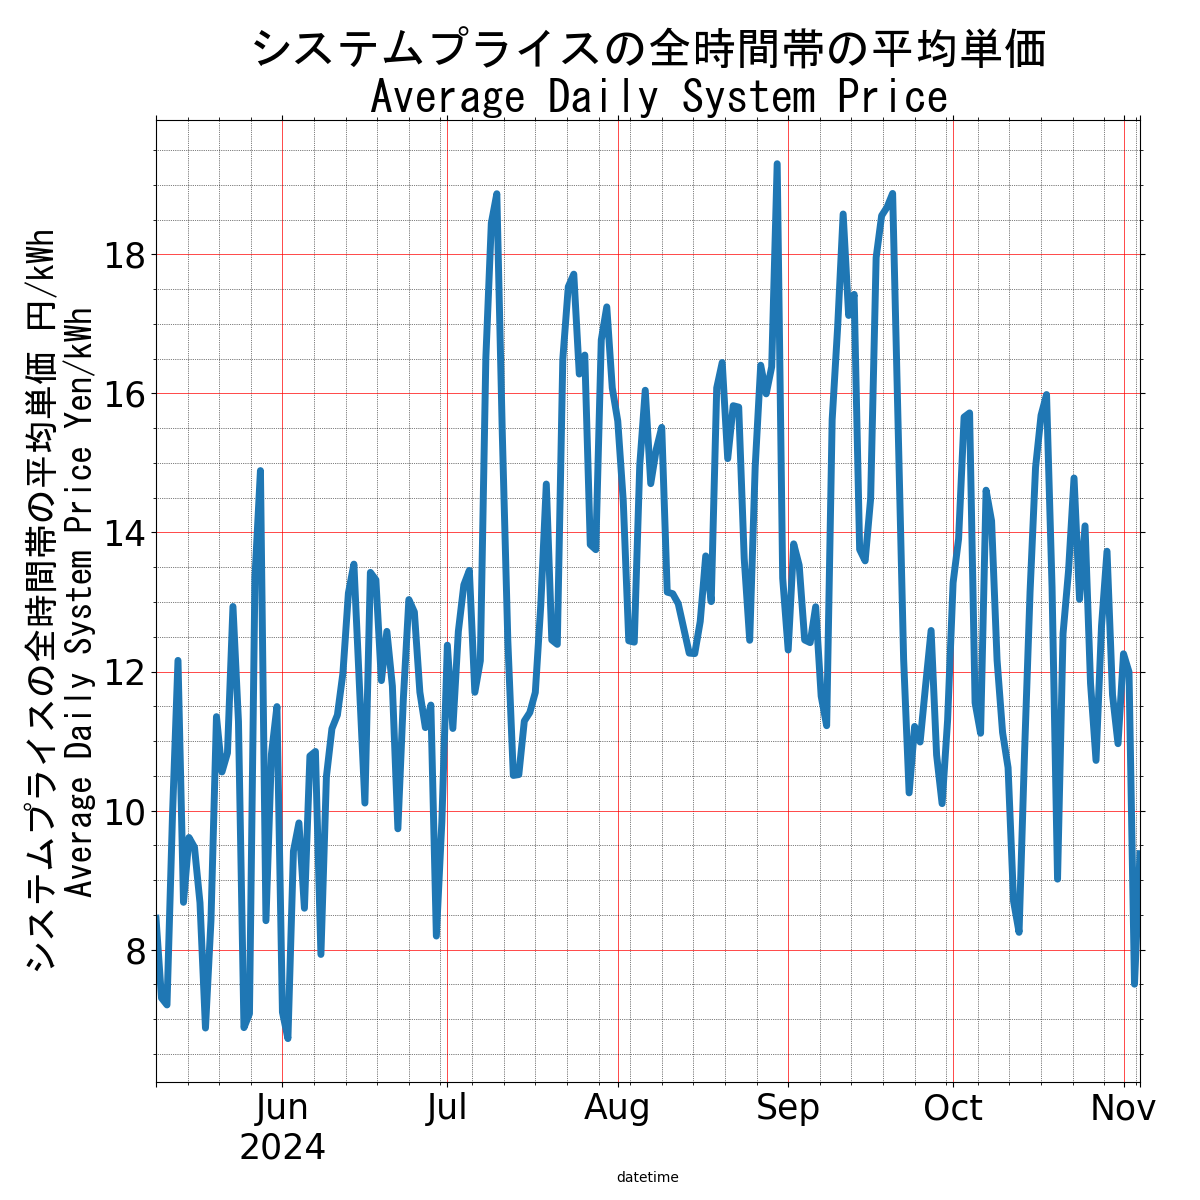 システムプライスの全時間帯の平均単価
Average Daily System Price
システムプライスの全時間帯の平均単価 円/kWh
Average Daily System Price Yen/kWh
18
16
14
12
10
8
Jun
2024
Jul
Aug
Sep
Oct
Nov
datetime